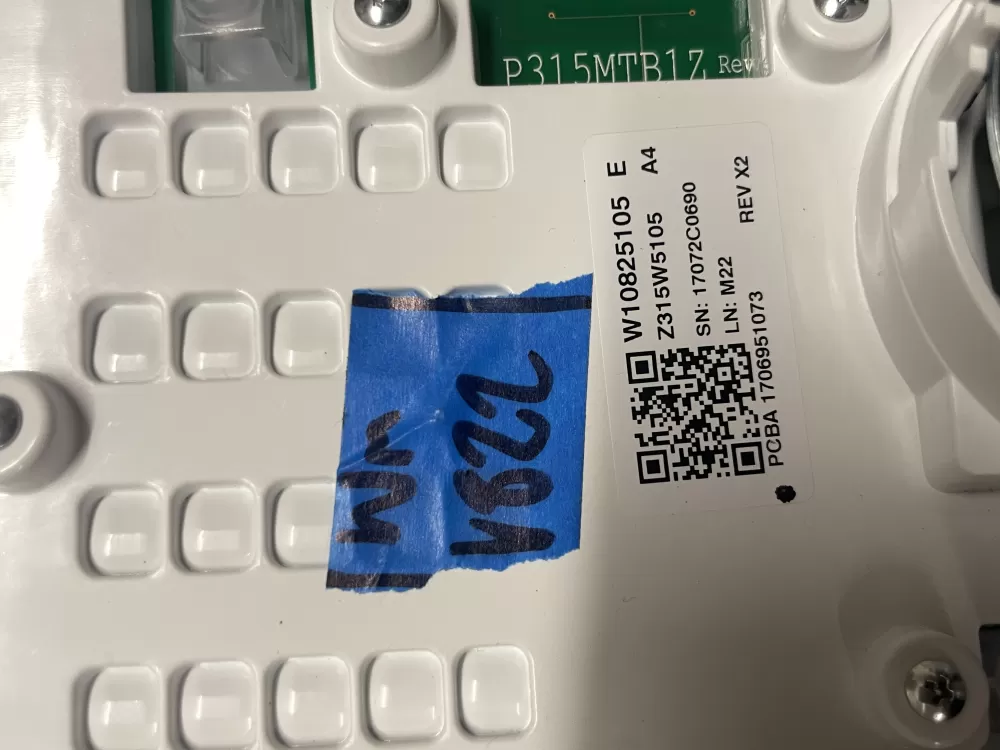 P315MTB1Z Rev
W10825105 E
Z315W5105 A4
SN: 17072C0690
LN: M22 REV X2
PCBA 1706951073